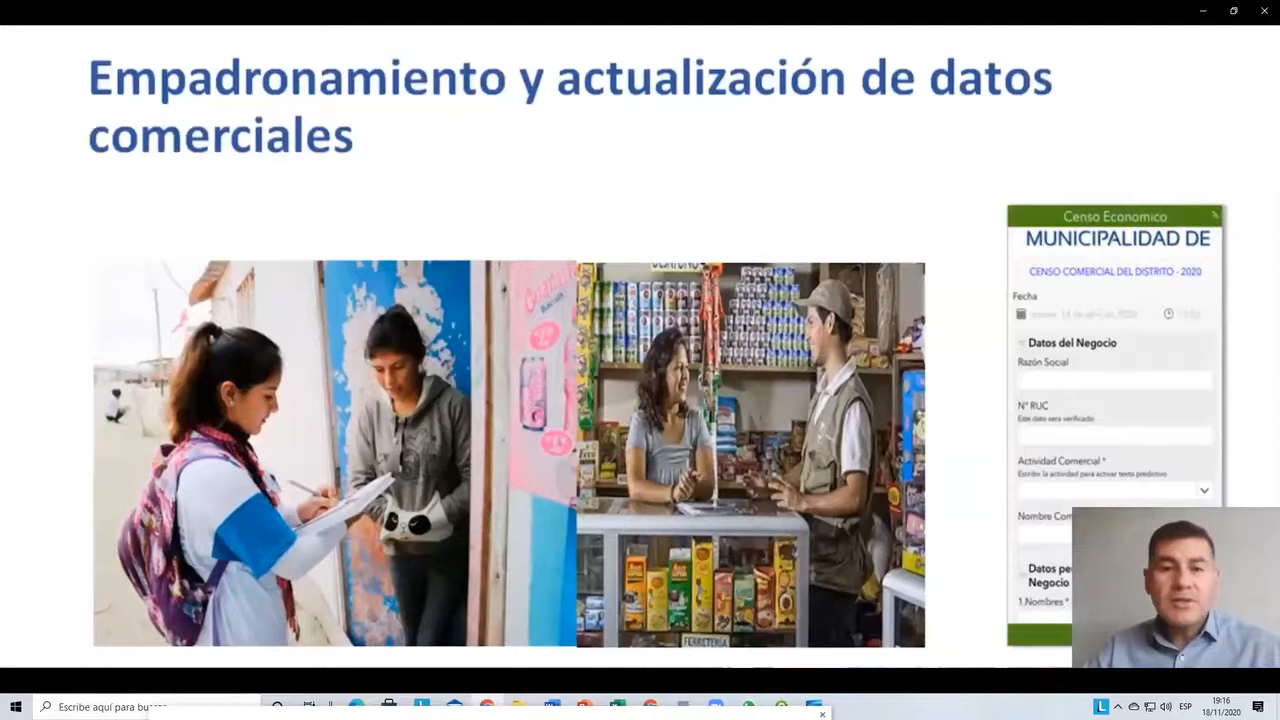 Empadronamiento y actualización de datos
comerciales
Censo Economico
MUNICIPALIDAD DE
CENSO COMERCIAL DEL DISTRITO - 2020
Fecha
Datos del Negocio
Razón Social
N° RUC
Este dato sera verificado
Actividad Comercial *
Escribe la actividad para activar texto predictivo
Nombre Com
Datos pe
Negocio
1.Nombres *
FERRETERÍA
Escribe aquí para bu
ESP
19:16
18/11/2020